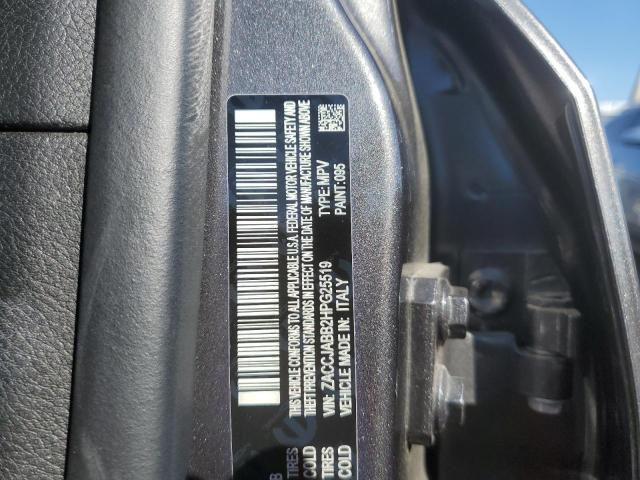 THIS VEHICLE CONFORMS TO ALL APPLICABLE U.S.A. FEDERAL MOTOR VEHICLE SAFETY AND
THEFT PREVENTION STANDARDS IN EFFECT ON THE DATE OF MANUFACTURE SHOWN ABOVE
VIN: ZACCJABB2HPG25519 TYPE: MPV
VEHICLE MADE IN: ITALY PAINT: 095
B
TIRES
COLD
TIRES
COLD